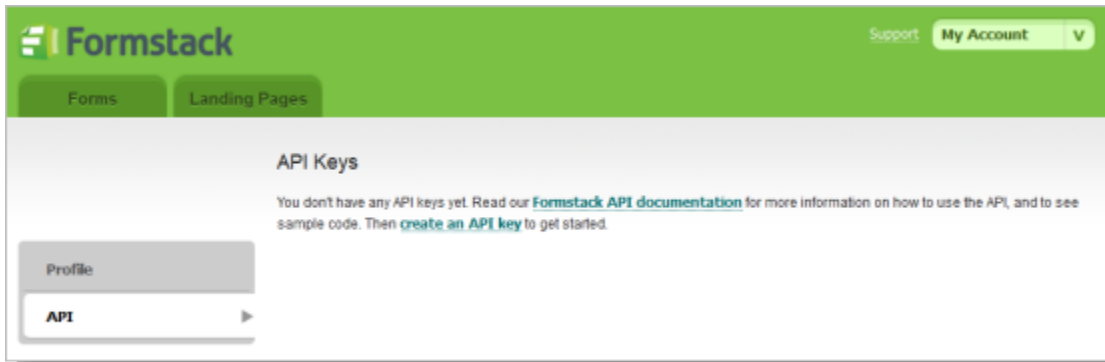 Formstack
Support
My Account
V
Forms
Landing Pages
API Keys
You don't have any API keys yet. Read our Formstack API documentation for more information on how to use the API, and to see
sample code. Then create an API key to get started.
Profile
API